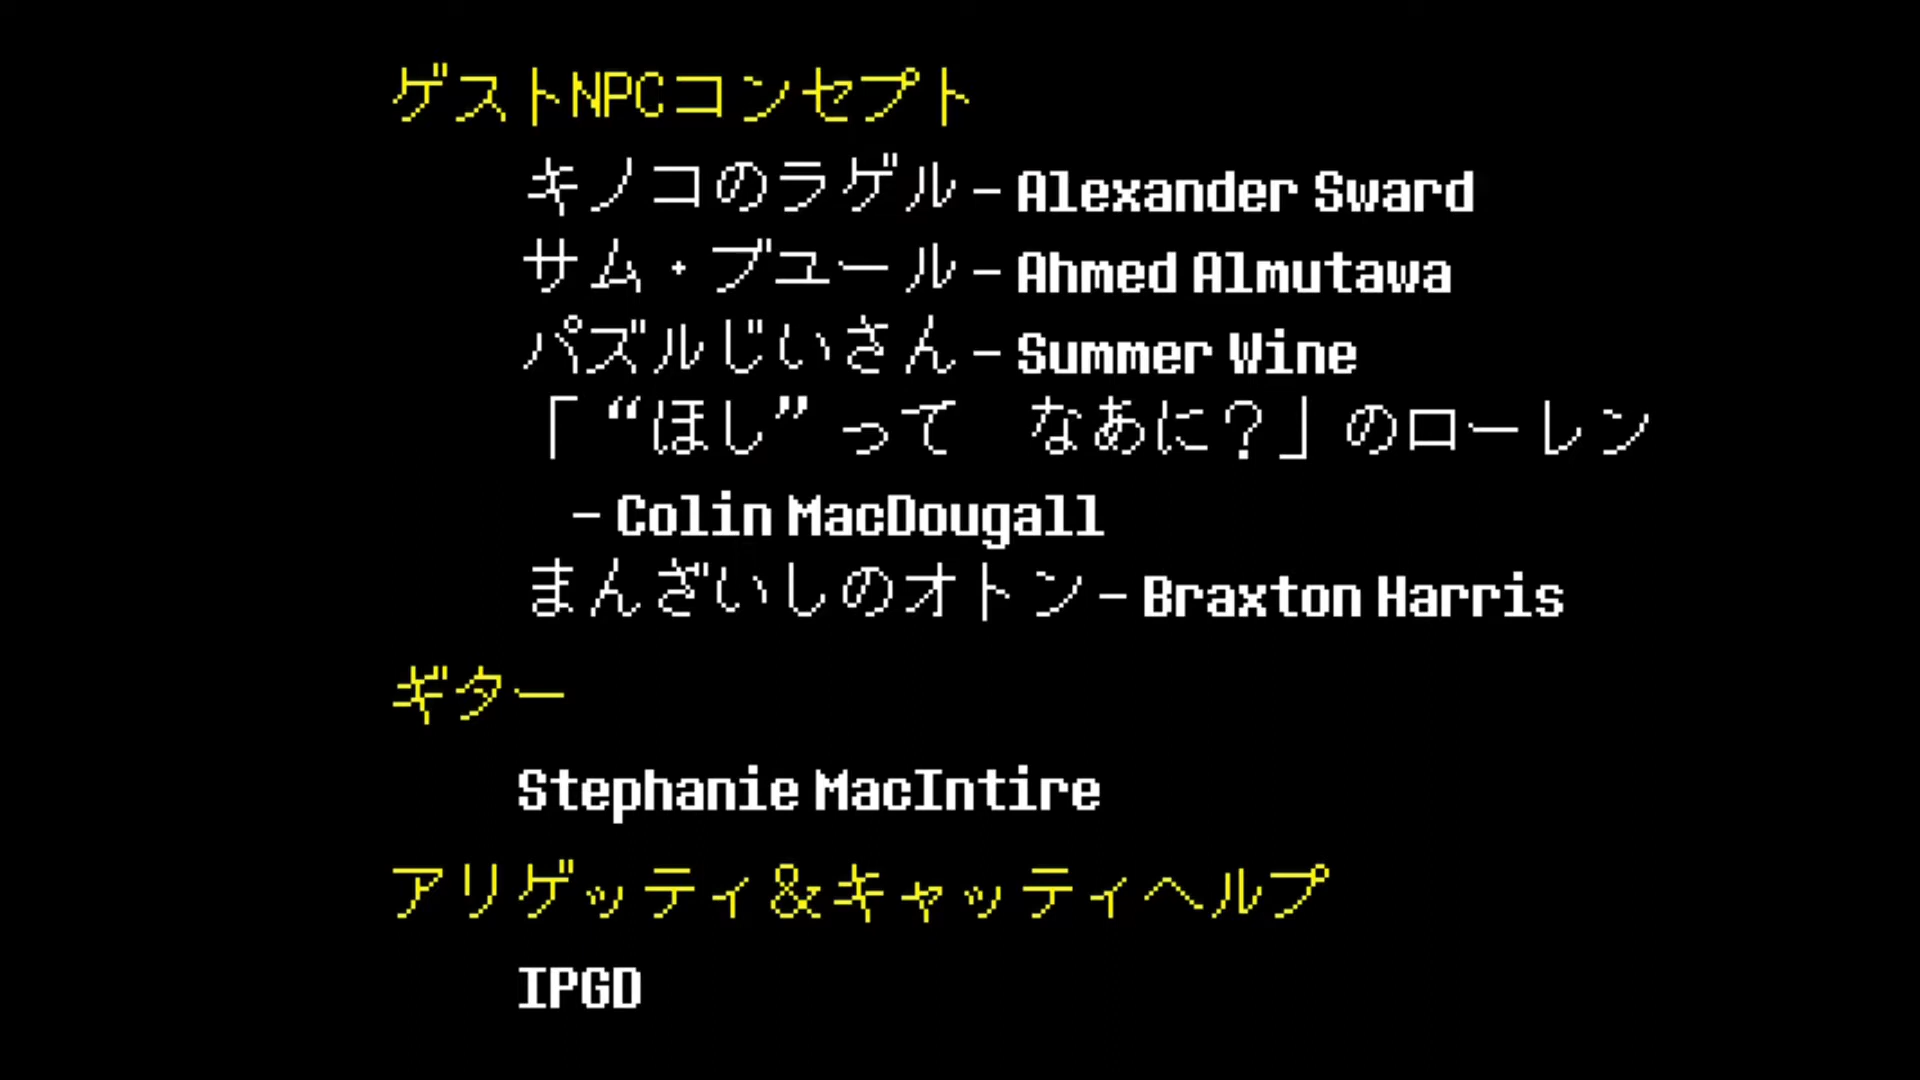 ゲストNPCコンセプト
キノコのラゲル – Alexander Sward
サム・ブユール – Ahmed Almutawa
パズルじいさん – Summer Wine
「“ほし”って　なあに？」のローレン
– Colin MacDougall
まんざいしのオトン – Braxton Harris
ギター
Stephanie MacIntire
アリゲッティ＆キャッティヘルプ
IPGD